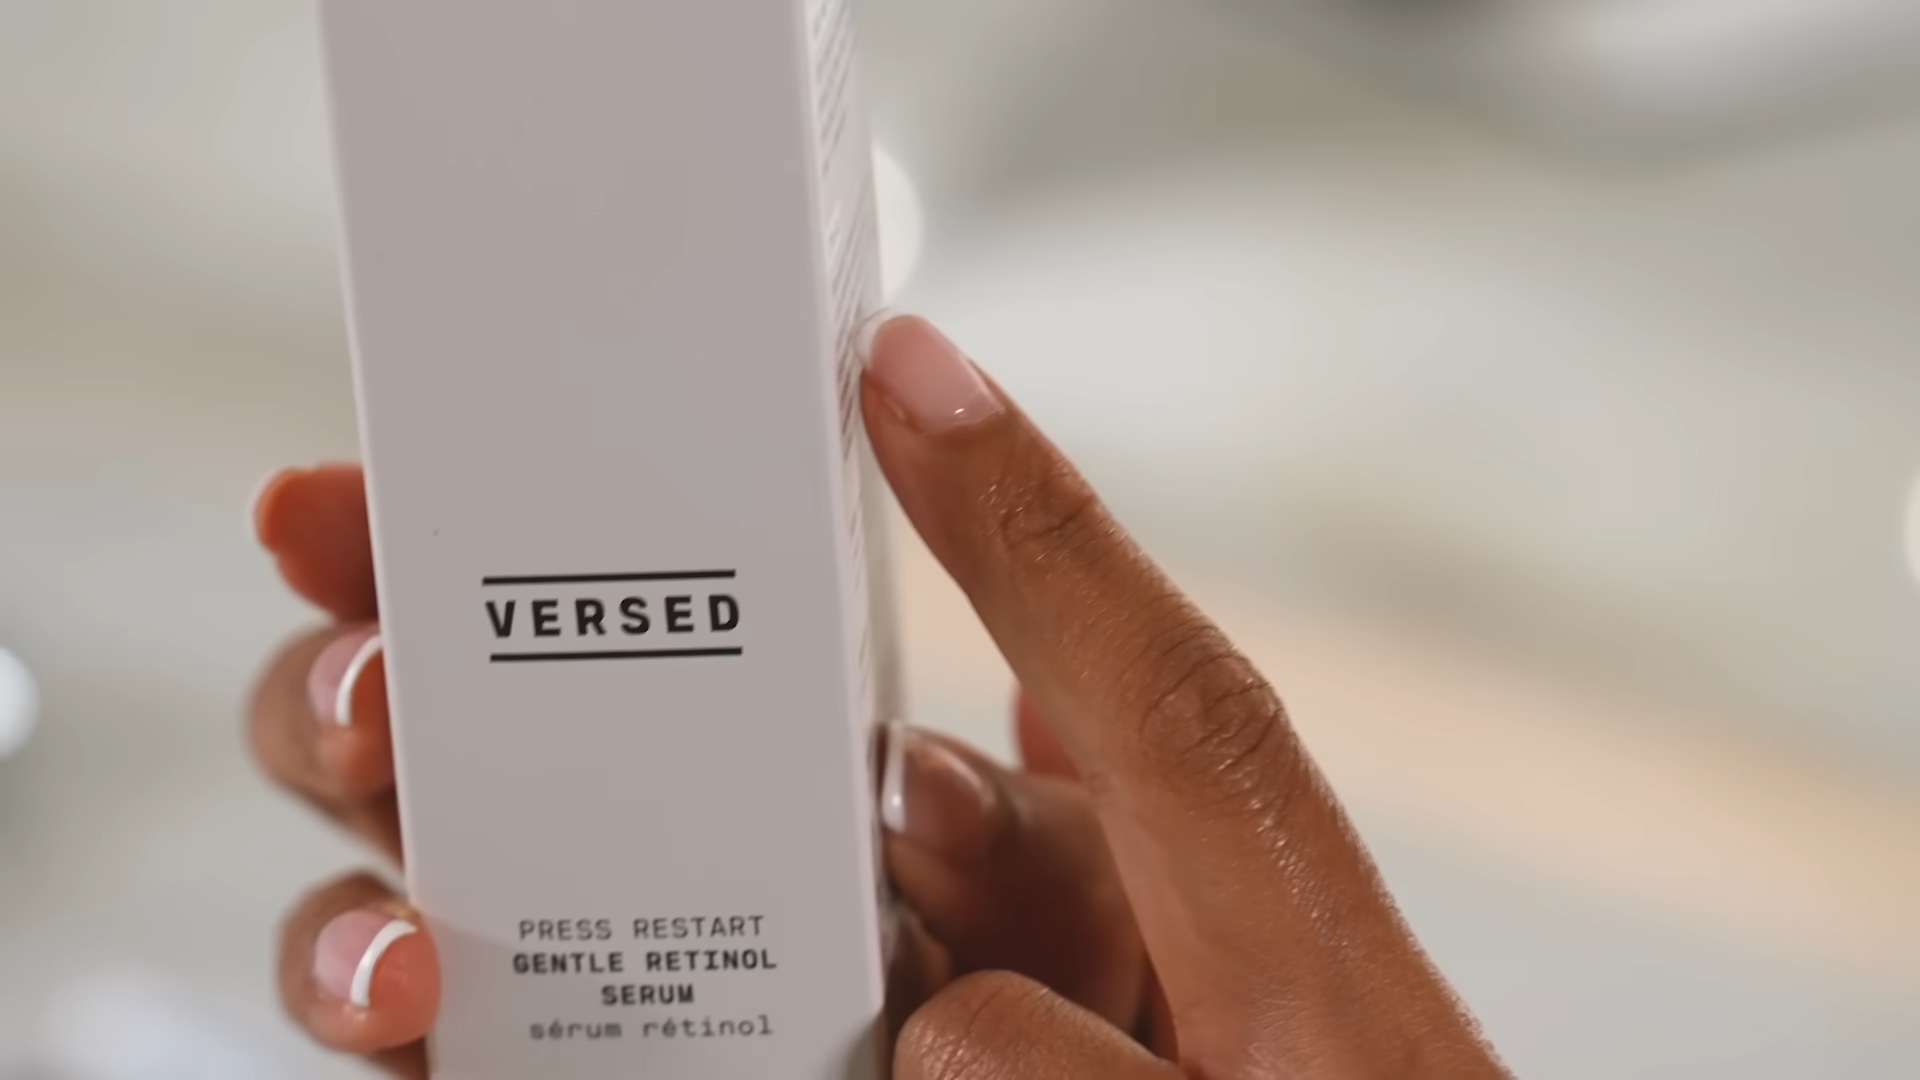 VERSED
PRESS RESTART
GENTLE RETINOL
SERUM
sérum rétinol